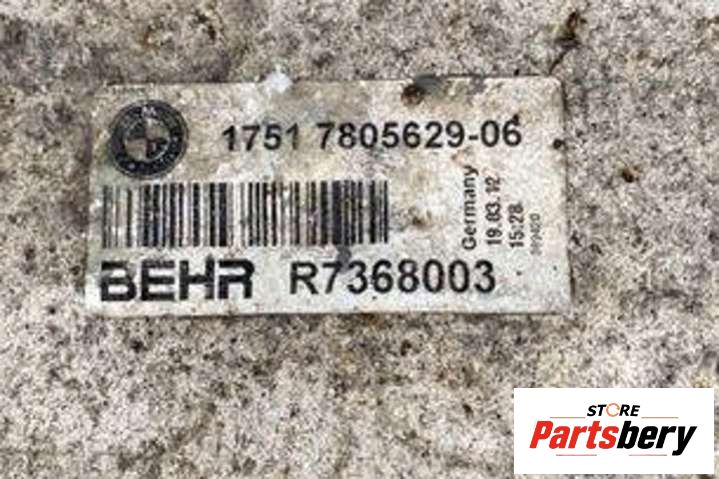 1751 7805629-06
Germany
19.03.12
15:28
BEHR R7368003
STORE
Partsbery